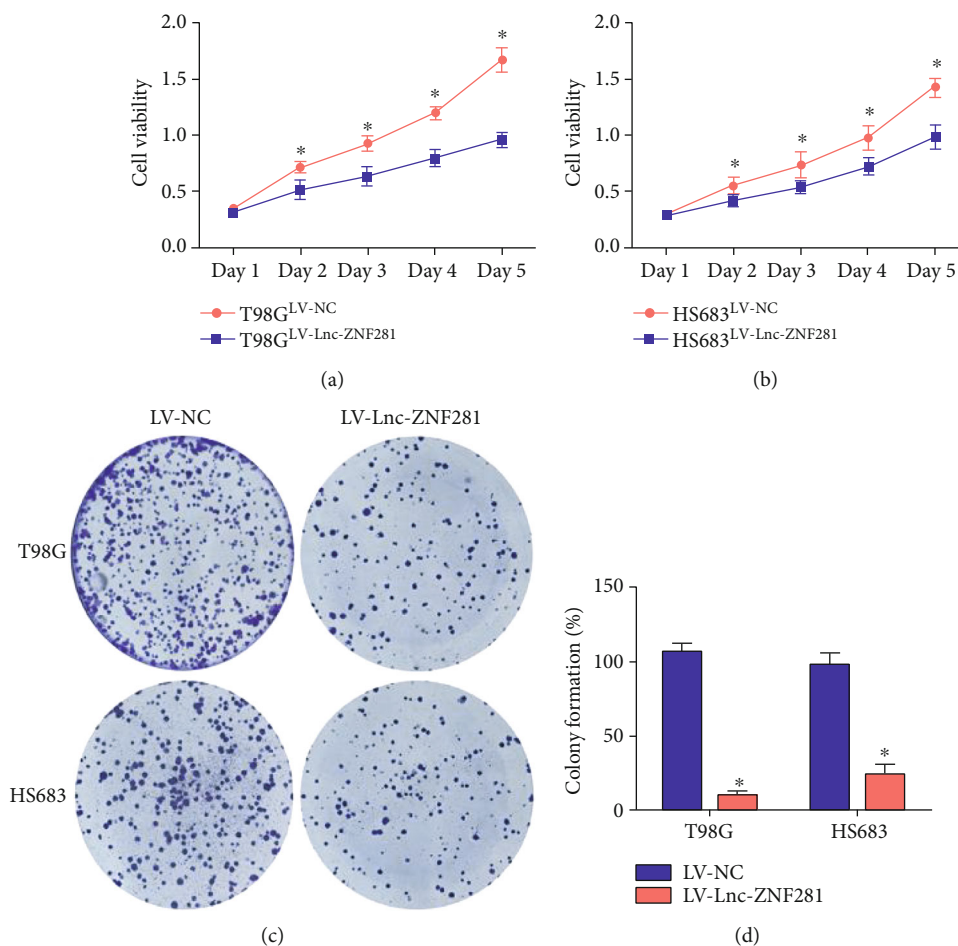 2.0
1.5
1.0
0.5
0.0
Cell viability
*
*
*
*
Day 1 Day 2 Day 3 Day 4 Day 5
T98G^LV-NC
T98G^LV-Lnc-ZNF281
(a)
2.0
1.5
1.0
0.5
0.0
Cell viability
*
*
*
*
Day 1 Day 2 Day 3 Day 4 Day 5
HS683^LV-NC
HS683^LV-Lnc-ZNF281
(b)
LV-NC LV-Lnc-ZNF281
T98G
HS683
(c)
150
100
50
0
Colony formation (%)
*
*
T98G HS683
LV-NC
LV-Lnc-ZNF281
(d)